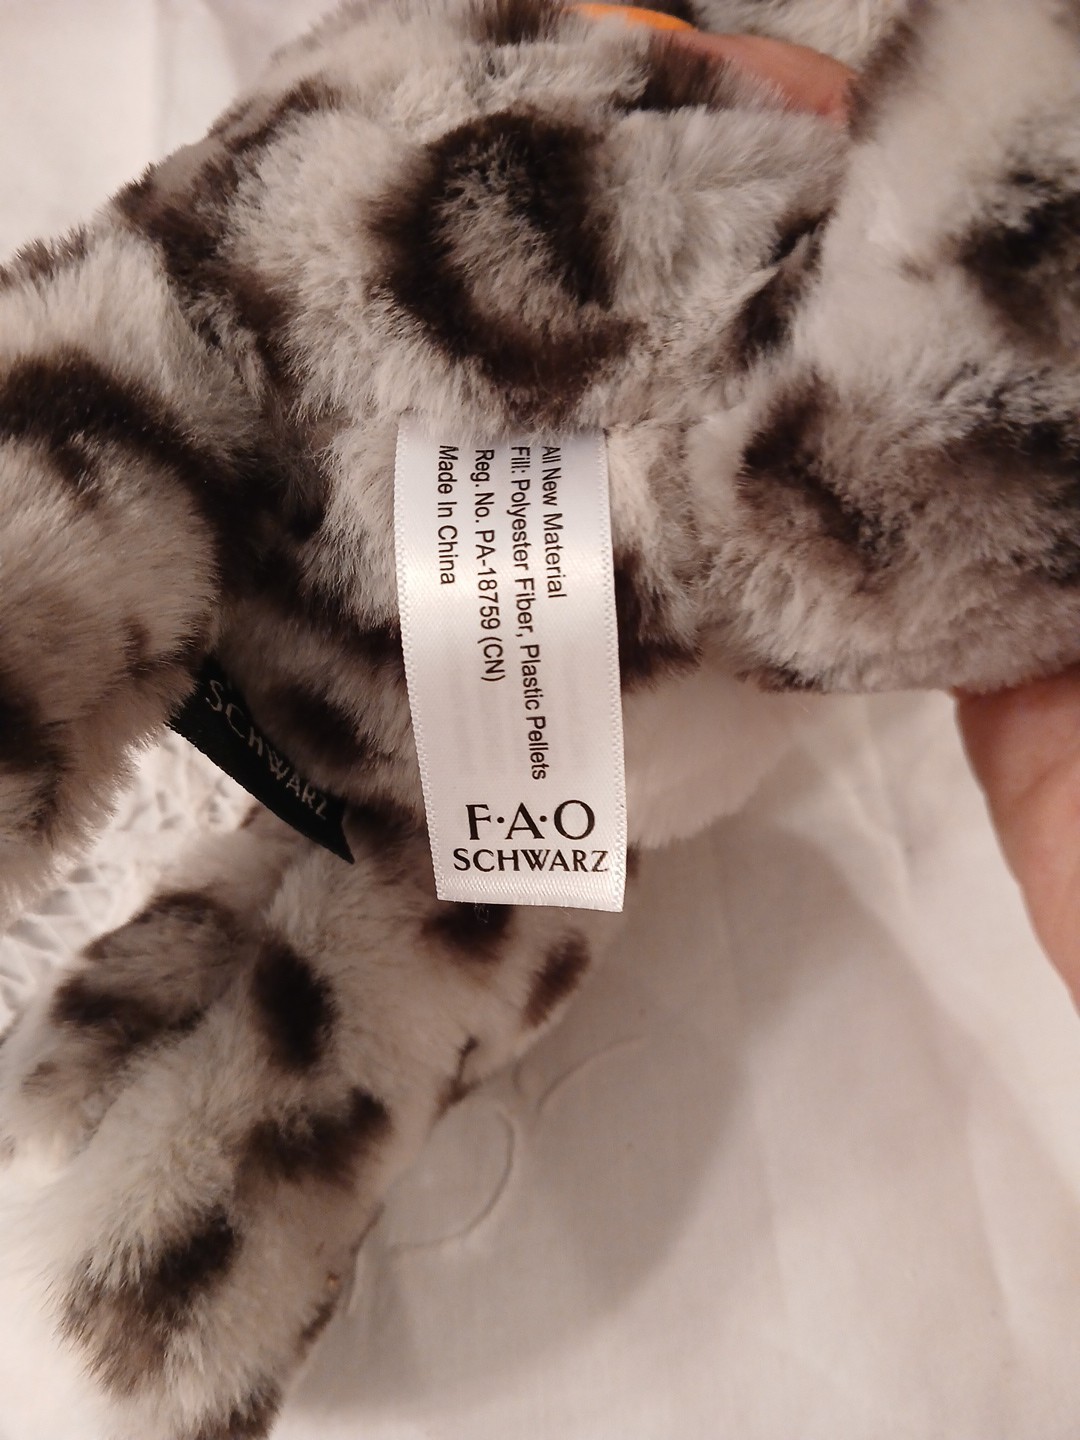 All New Material
Fill: Polyester Fiber, Plastic Pellets
Reg. No. PA-18759 (CN)
Made In China
F·A·O
SCHWARZ
SCHWARZ